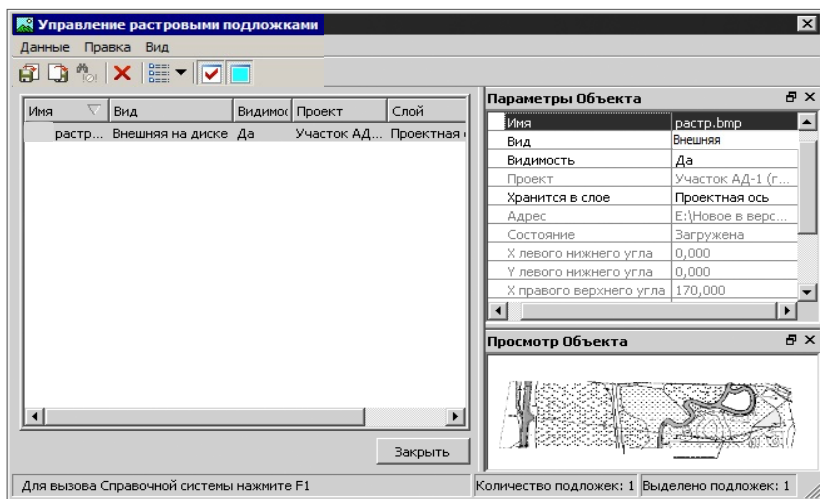 Управление растровыми подложками
Данные Правка Вид
Имя Вид Видимос Проект Слой
растр... Внешняя на диске Да Участок АД... Проектная
Закрыть
Параметры Объекта
Имя растр.bmp
Вид Внешняя
Видимость Да
Проект Участок АД-1 (г...
Хранится в слое Проектная ось
Адрес E:\Новое в верс...
Состояние Загружена
X левого нижнего угла 0,000
Y левого нижнего угла 0,000
X правого верхнего угла 170,000
Просмотр Объекта
Для вызова Справочной системы нажмите F1 Количество подложек: 1 Выделено подложек: 1